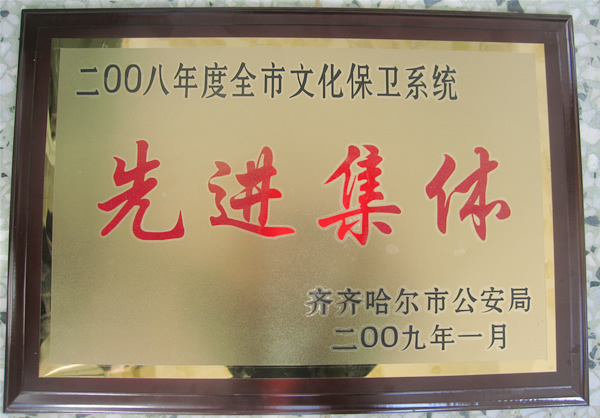 二OO八年度全市文化保卫系统
先进集体
齐齐哈尔市公安局
二OO九年一月